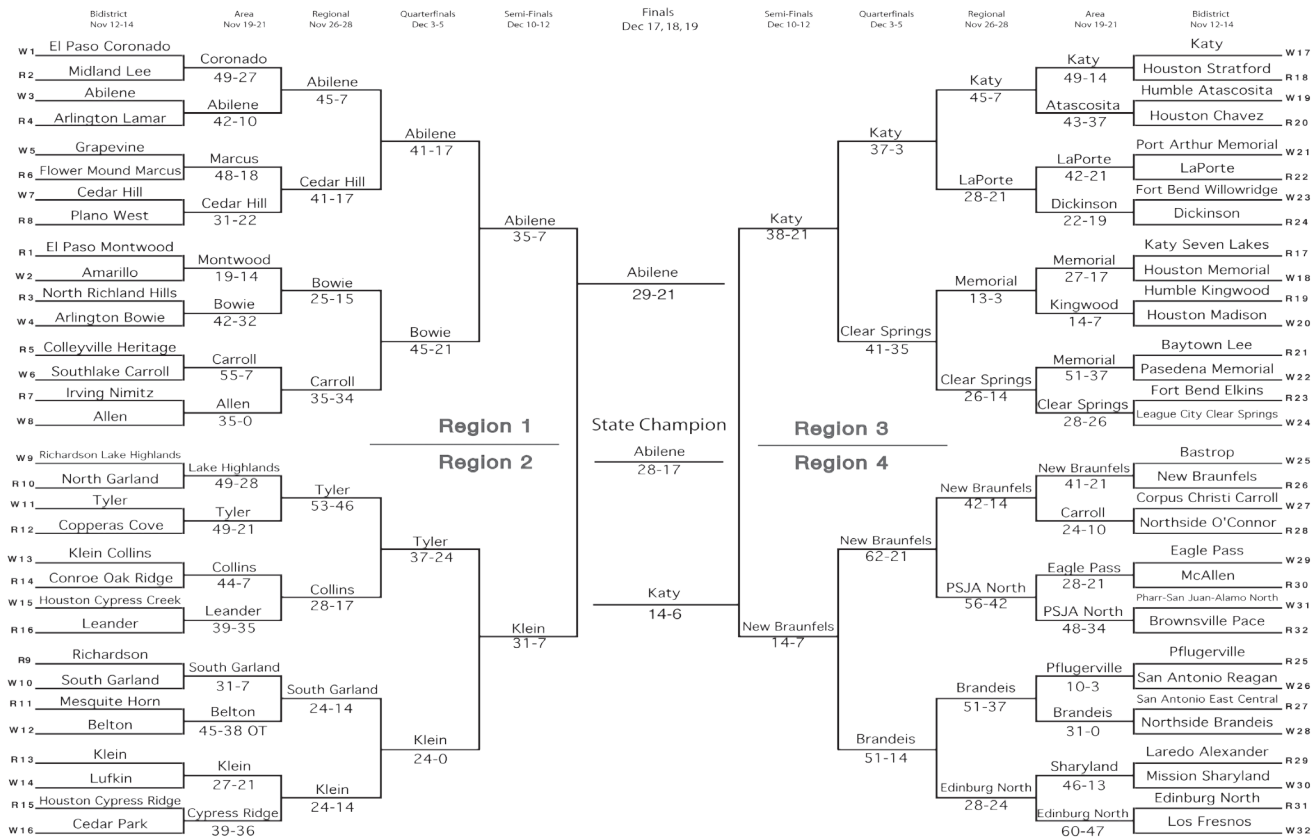 Bidistrict
Nov 12-14
Area
Nov 19-21
Regional
Nov 26-28
Quarterfinals
Dec 3-5
Semi-Finals
Dec 10-12
Finals
Dec 17,18,19
Semi-Finals
Dec 10-12
Quarterfinals
Dec 3-5
Regional
Nov 26-28
Area
Nov 19-21
Bidistrict
Nov 12-14
W1 El Paso Coronado
R2 Midland Lee
W3 Abilene
R4 Arlington Lamar
W5 Grapevine
R6 Flower Mound Marcus
W7 Cedar Hill
R8 Plano West
R1 El Paso Montwood
W2 Amarillo
R3 North Richland Hills
W4 Arlington Bowie
R5 Colleyville Heritage
W6 Southlake Carroll
R7 Irving Nimitz
W8 Allen
W9 Richardson Lake Highlands
R10 North Garland
W11 Tyler
R12 Copperas Cove
W13 Klein Collins
R14 Conroe Oak Ridge
W15 Houston Cypress Creek
R16 Leander
R9 Richardson
W10 South Garland
R11 Mesquite Horn
W12 Belton
R13 Klein
W14 Lufkin
R15 Houston Cypress Ridge
W16 Cedar Park
Coronado
49-27
Abilene
42-10
Marcus
48-18
Cedar Hill
31-22
Montwood
19-14
Bowie
42-32
Carroll
55-7
Allen
35-0
Lake Highlands
49-28
Tyler
49-21
Collins
44-7
Leander
39-35
South Garland
31-7
Belton
45-38 OT
Klein
27-21
Cypress Ridge
39-36
Abilene
45-7
Cedar Hill
41-17
Bowie
25-15
Carroll
35-34
Tyler
53-46
Collins
28-17
South Garland
24-14
Klein
24-14
Abilene
41-17
Bowie
45-21
Tyler
37-24
Klein
24-0
Abilene
35-7
Klein
31-7
Region 1
Region 2
Abilene
29-21
State Champion
Abilene
28-17
Katy
14-6
Region 3
Region 4
Katy
38-21
New Braunfels
14-7
Katy
37-3
Clear Springs
41-35
New Braunfels
62-21
Brandeis
51-14
Katy
45-7
LaPorte
28-21
Memorial
13-3
Clear Springs
26-14
New Braunfels
42-14
PSJA North
56-42
Brandeis
51-37
Edinburg North
28-24
Katy
49-14
Atascosita
43-37
LaPorte
42-21
Dickinson
22-19
Memorial
27-17
Kingwood
14-7
Memorial
51-37
Clear Springs
28-26
New Braunfels
41-21
Carroll
24-10
Eagle Pass
28-21
PSJA North
48-34
Pflugerville
10-3
Brandeis
31-0
Sharyland
46-13
Edinburg North
60-47
Katy W17
Houston Stratford R18
Humble Atascosita W19
Houston Chavez R20
Port Arthur Memorial W21
LaPorte R22
Fort Bend Willowridge W23
Dickinson R24
Katy Seven Lakes R17
Houston Memorial W18
Humble Kingwood R19
Houston Madison W20
Baytown Lee R21
Pasedena Memorial W22
Fort Bend Elkins R23
League City Clear Springs W24
Bastrop W25
New Braunfels R26
Corpus Christi Carroll W27
Northside O'Connor R28
Eagle Pass W29
McAllen R30
Pharr-San Juan-Alamo North W31
Brownsville Pace R32
Pflugerville R25
San Antonio Reagan W26
San Antonio East Central R27
Northside Brandeis W28
Laredo Alexander R29
Mission Sharyland W30
Edinburg North R31
Los Fresnos W32